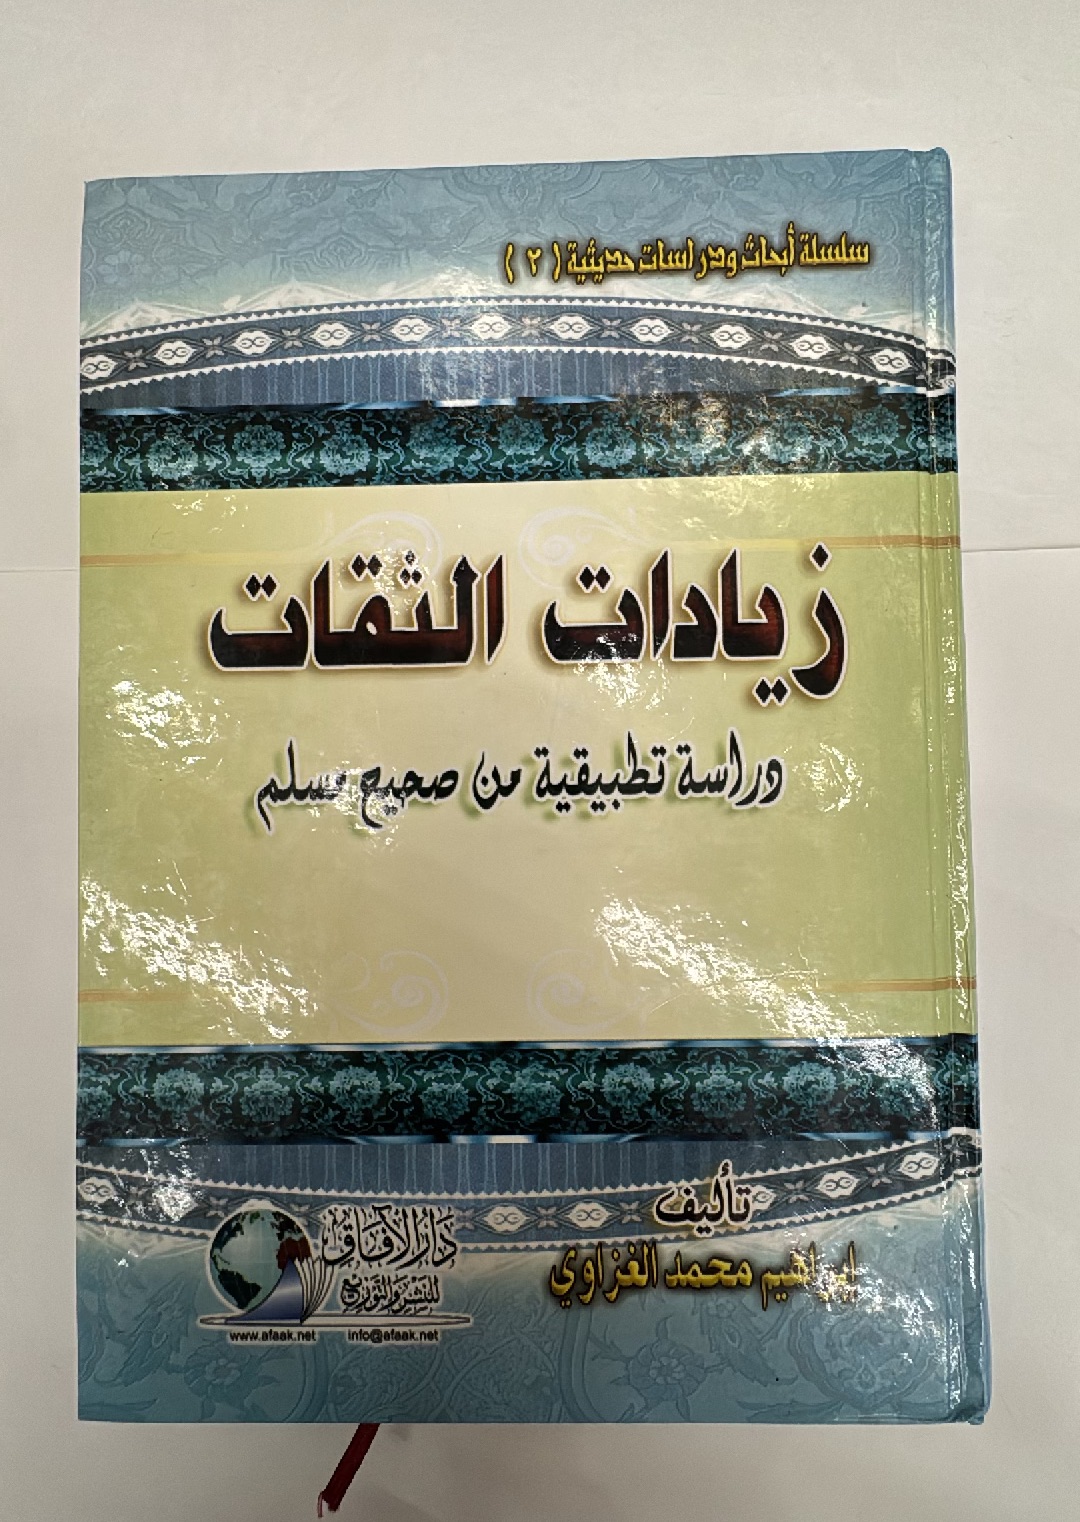 سلسلة أبحاث ودراسات حديثية (٢)
زيادات الثقات
دراسة تطبيقية من صحيح مسلم
تأليف
إبراهيم محمد الغزاوي
دار الآفاق
للنشر والتوزيع
www.afaak.net info@afaak.net